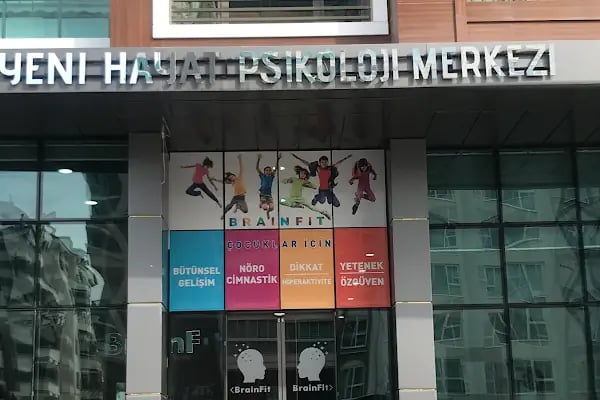 YENİ HAYAT PSİKOLOJİ MERKEZİ
BRAINFIT
ÇOCUKLAR İÇİN
BÜTÜNSEL
GELİŞİM
NÖRO
CİMNASTİK
DİKKAT
HİPERAKTİVİTE
YETENEK
ÖZGÜVEN
BrainF
<BrainFit
BrainFit>